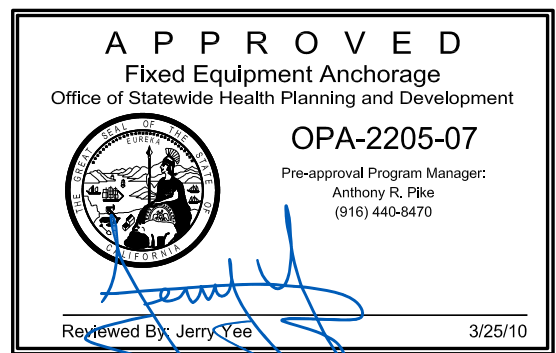 A P P R O V E D
Fixed Equipment Anchorage
Office of Statewide Health Planning and Development
THE GREAT SEAL OF THE STATE OF CALIFORNIA
EUREKA
OPA-2205-07
Pre-approval Program Manager:
Anthony R. Pike
(916) 440-8470
Reviewed By: Jerry Yee
3/25/10